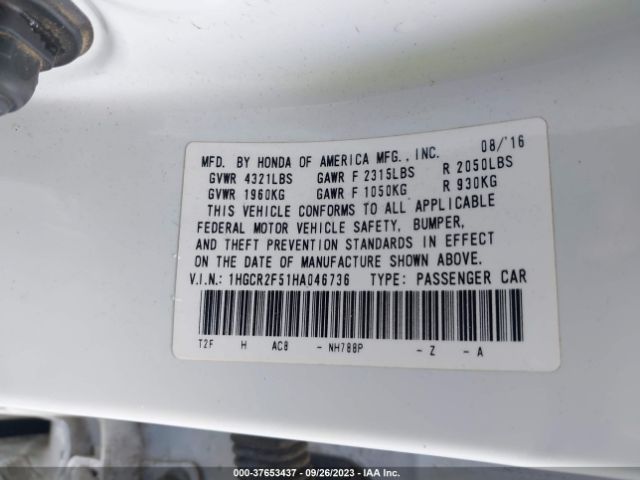 MFD. BY HONDA OF AMERICA MFG., INC. 08/'16
GVWR 4321LBS GAWR F 2315LBS R 2050LBS
GVWR 1960KG GAWR F 1050KG R 930KG
THIS VEHICLE CONFORMS TO ALL APPLICABLE
FEDERAL MOTOR VEHICLE SAFETY, BUMPER,
AND THEFT PREVENTION STANDARDS IN EFFECT
ON THE DATE OF MANUFACTURE SHOWN ABOVE.
V.I.N.: 1HGCR2F51HA046736 TYPE: PASSENGER CAR
T2F H AC8 - NH788P - Z - A
000-37653437 - 09/26/2023 - IAA Inc.